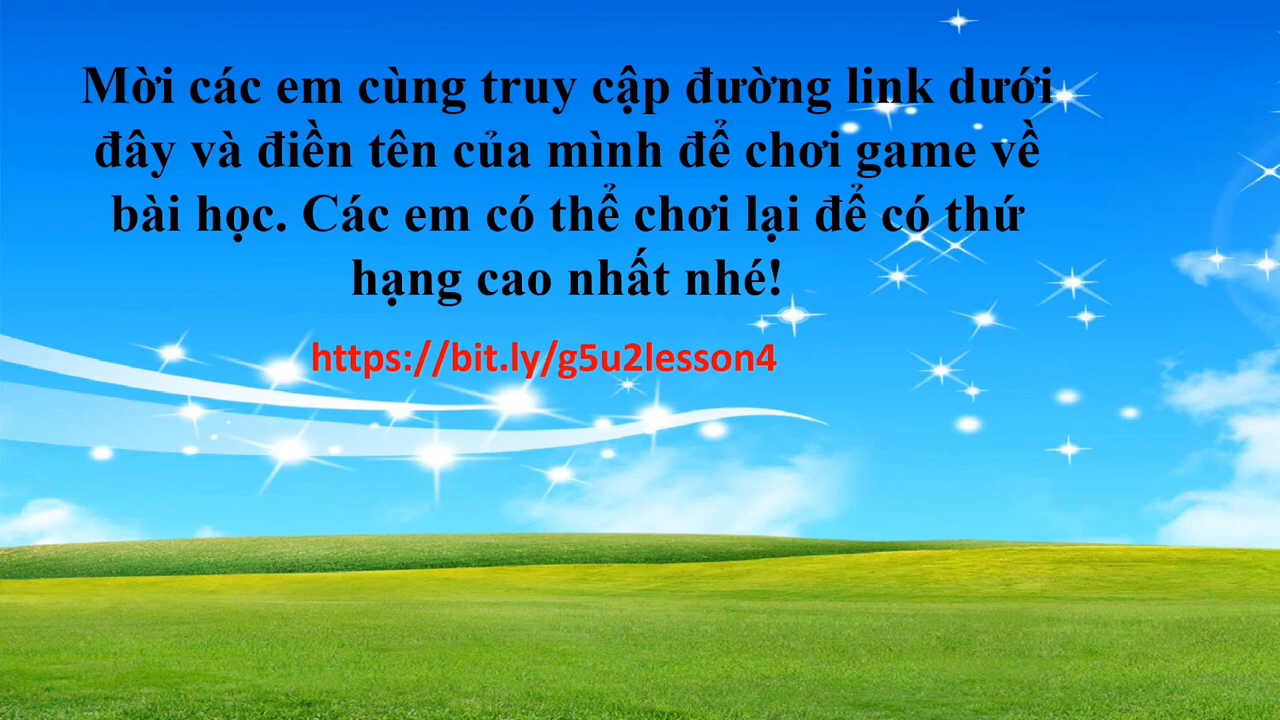 Mời các em cùng truy cập đường link dưới
đây và điền tên của mình để chơi game về
bài học. Các em có thể chơi lại để có thứ
hạng cao nhất nhé!
https://bit.ly/g5u2lesson4